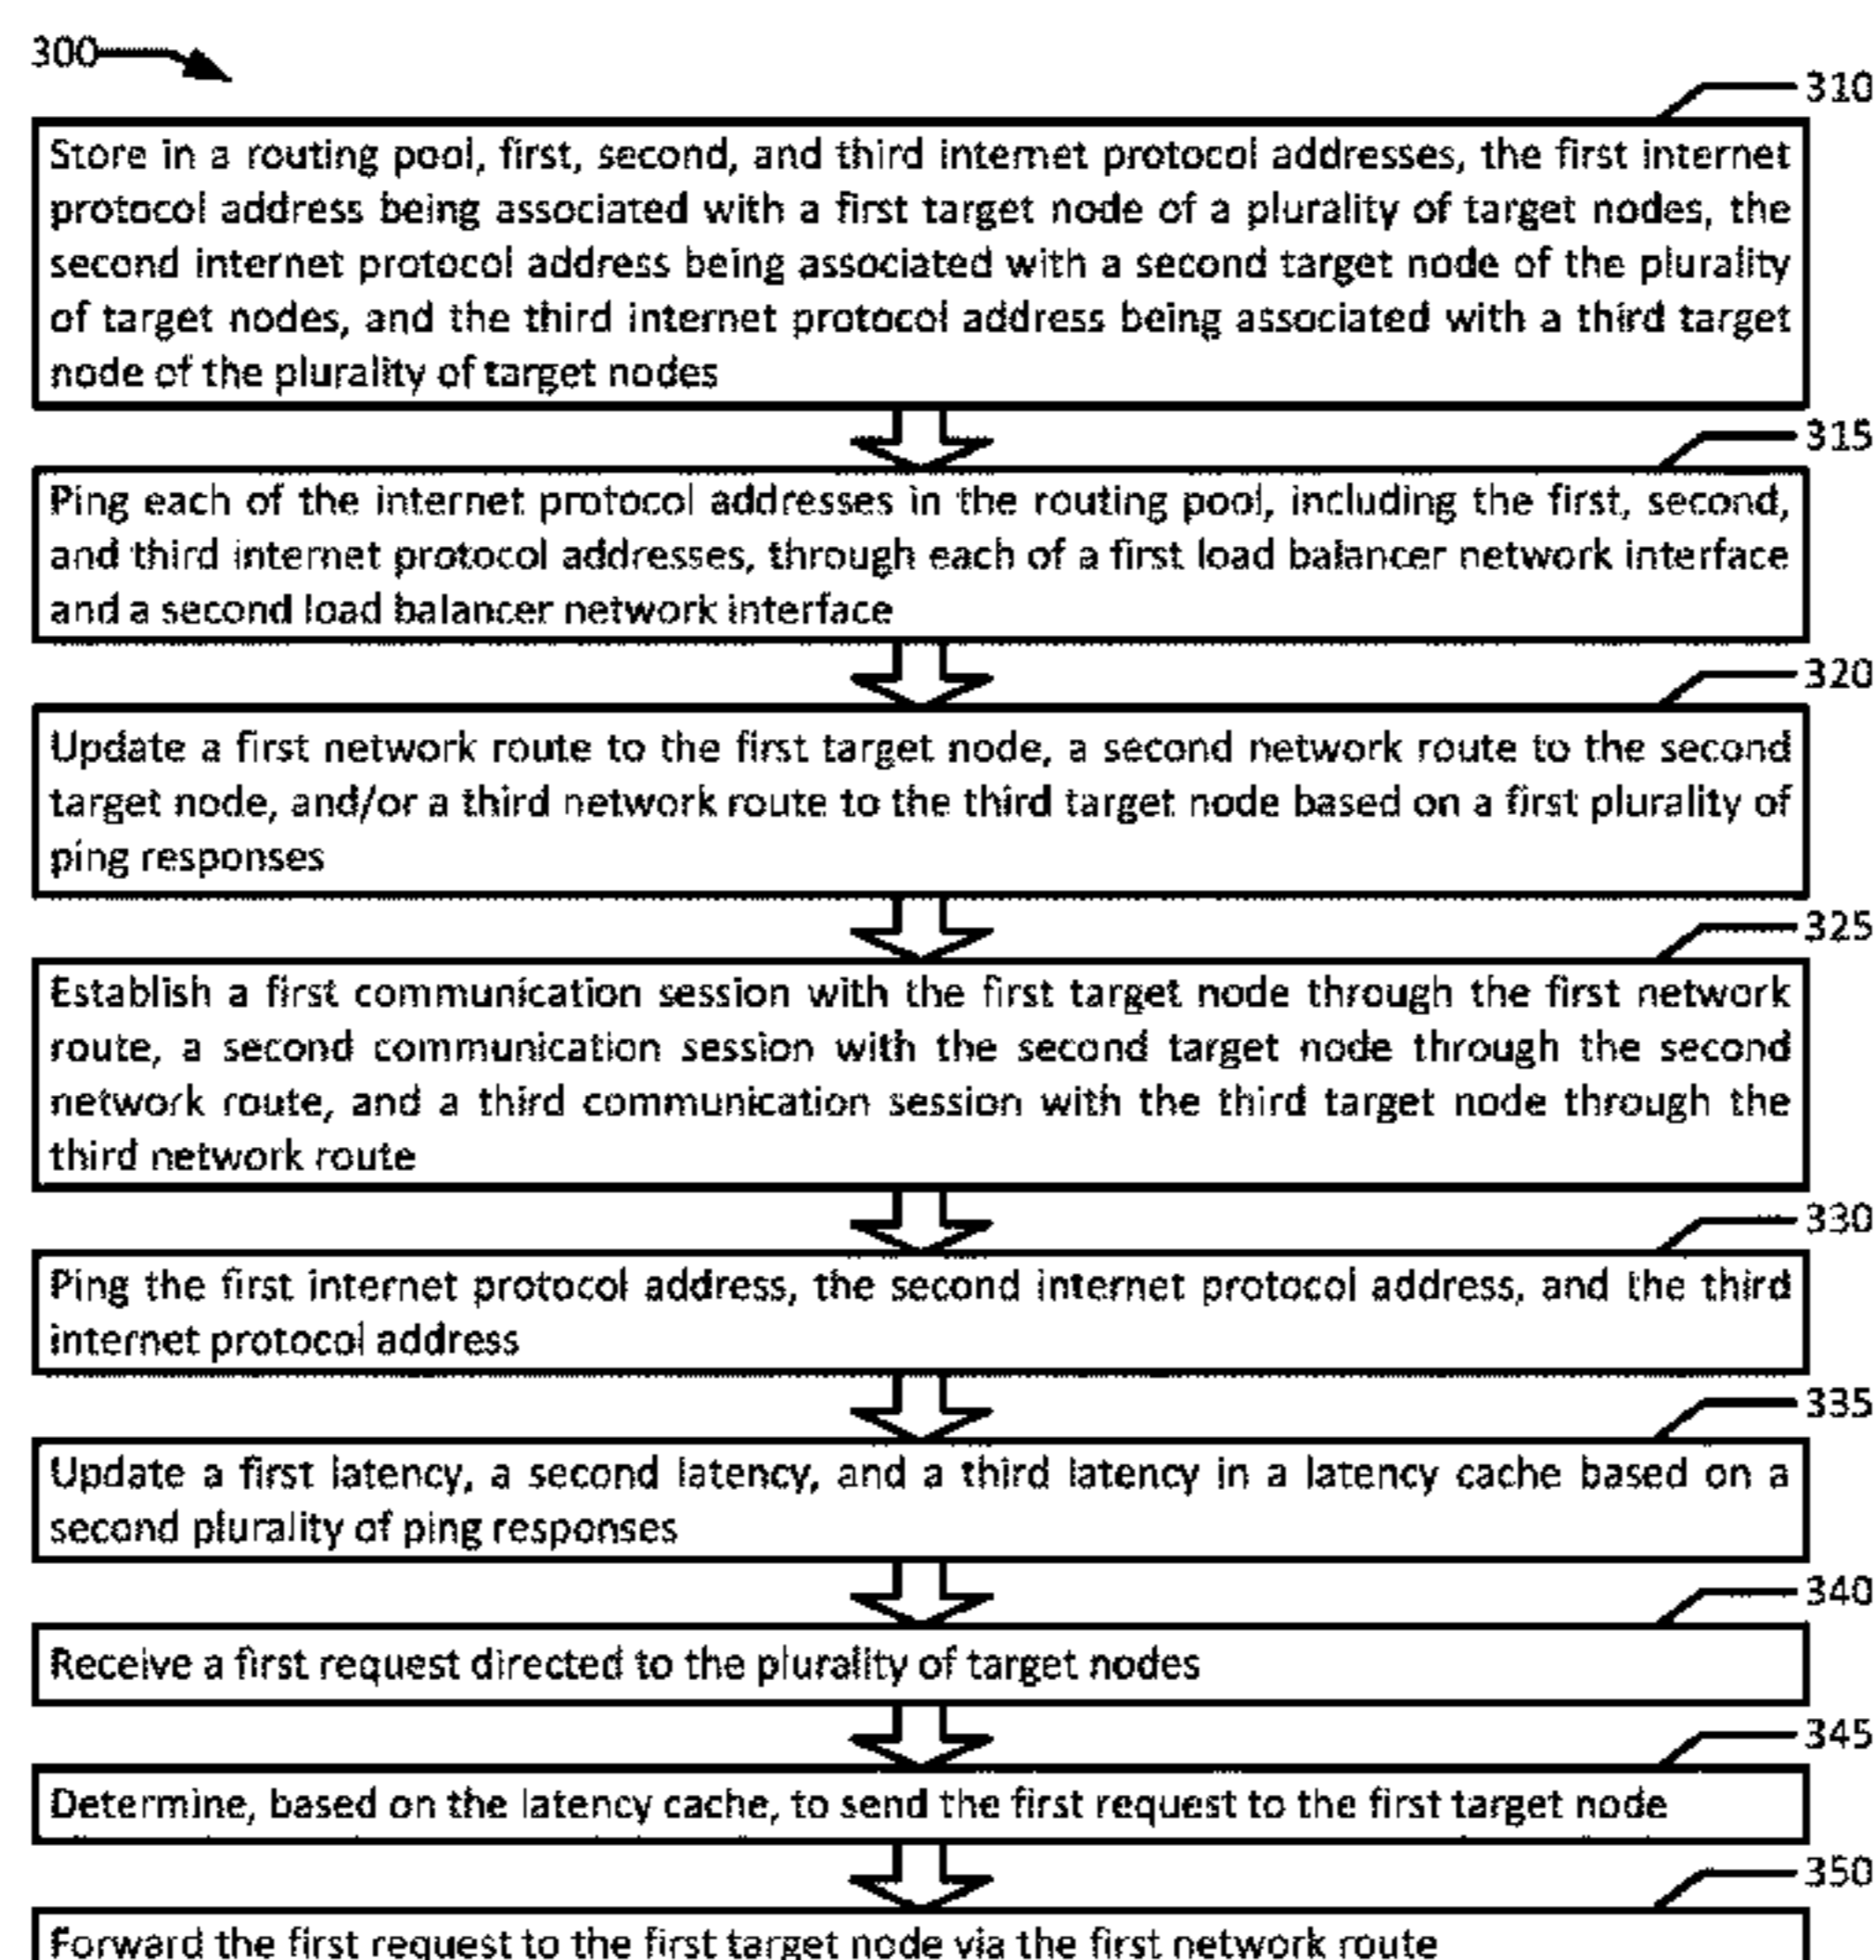 300
310
Store in a routing pool, first, second, and third internet protocol addresses, the first internet
protocol address being associated with a first target node of a plurality of target nodes, the
second internet protocol address being associated with a second target node of the plurality
of target nodes, and the third internet protocol address being associated with a third target
node of the plurality of target nodes
315
Ping each of the internet protocol addresses in the routing pool, including the first, second,
and third internet protocol addresses, through each of a first load balancer network interface
and a second load balancer network interface
320
Update a first network route to the first target node, a second network route to the second
target node, and/or a third network route to the third target node based on a first plurality of
ping responses
325
Establish a first communication session with the first target node through the first network
route, a second communication session with the second target node through the second
network route, and a third communication session with the third target node through the
third network route
330
Ping the first internet protocol address, the second internet protocol address, and the third
internet protocol address
335
Update a first latency, a second latency, and a third latency in a latency cache based on a
second plurality of ping responses
340
Receive a first request directed to the plurality of target nodes
345
Determine, based on the latency cache, to send the first request to the first target node
350
Forward the first request to the first target node via the first network route